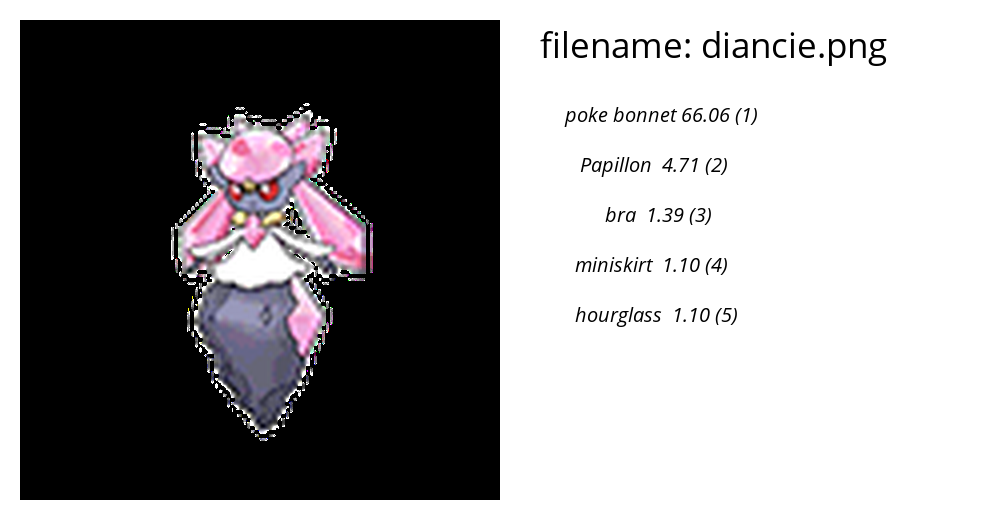 filename: diancie.png
poke bonnet 66.06 (1)
Papillon 4.71 (2)
bra 1.39 (3)
miniskirt 1.10 (4)
hourglass 1.10 (5)